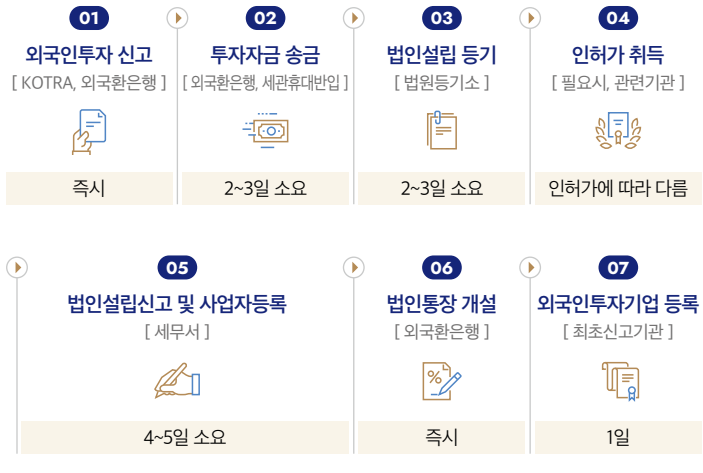 01
외국인투자 신고
[ KOTRA, 외국환은행 ]
즉시
02
투자자금 송금
[ 외국환은행, 세관휴대반입 ]
2~3일 소요
03
법인설립 등기
[ 법원등기소 ]
2~3일 소요
04
인허가 취득
[ 필요시, 관련기관 ]
인허가에 따라 다름
05
법인설립신고 및 사업자등록
[ 세무서 ]
4~5일 소요
06
법인통장 개설
[ 외국환은행 ]
%
즉시
07
외국인투자기업 등록
[ 최초신고기관 ]
1일